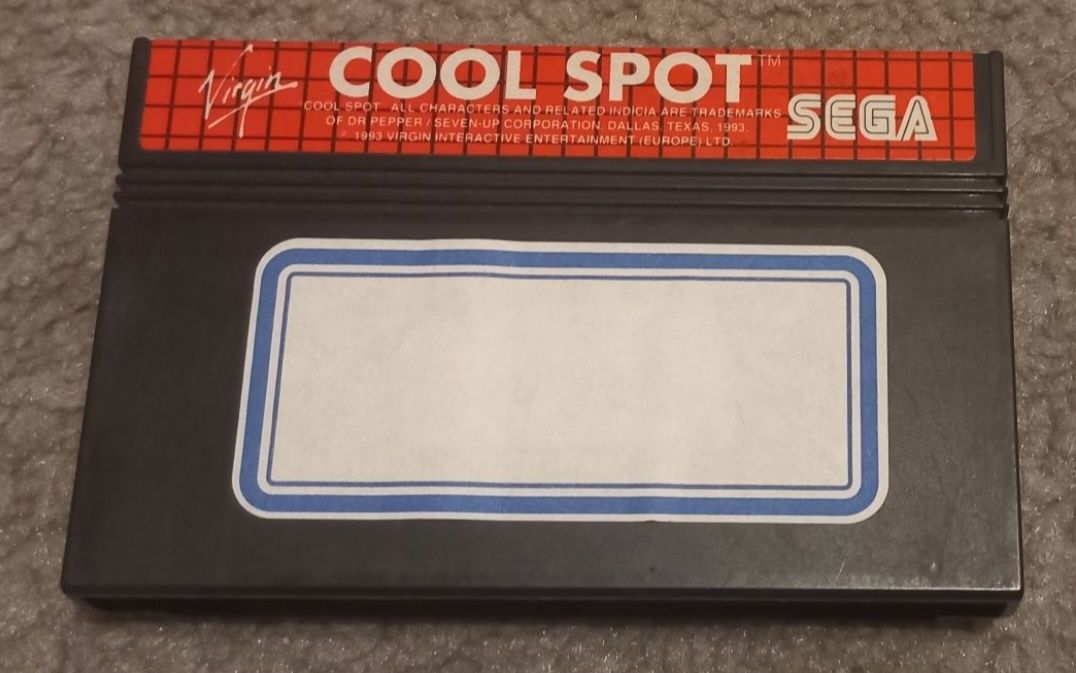 Virgin
COOL SPOT™
SEGA
COOL SPOT ALL CHARACTERS AND RELATED INDICIA ARE TRADEMARKS
OF DR PEPPER / SEVEN-UP CORPORATION, DALLAS, TEXAS, 1993.
© 1993 VIRGIN INTERACTIVE ENTERTAINMENT (EUROPE) LTD.